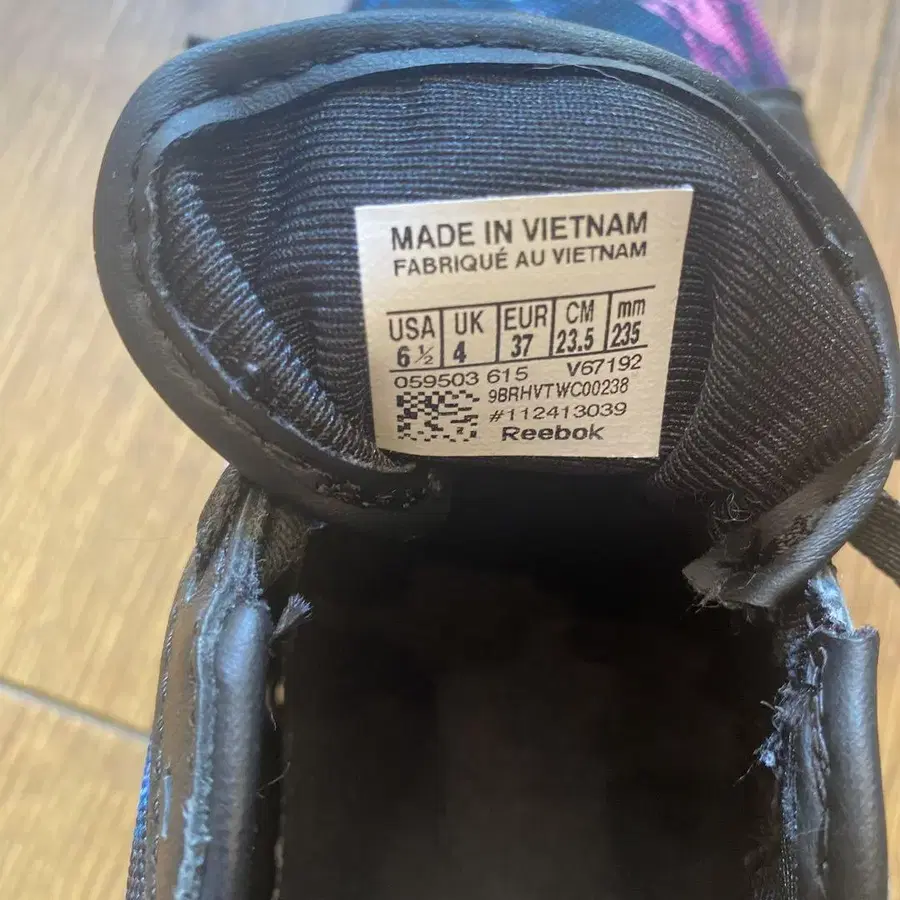 MADE IN VIETNAM
FABRIQUÉ AU VIETNAM
USA UK EUR CM mm
6 ½ 4 37 23.5 235
059503 615 V67192
9BRHVTWC00238
#112413039
Reebok